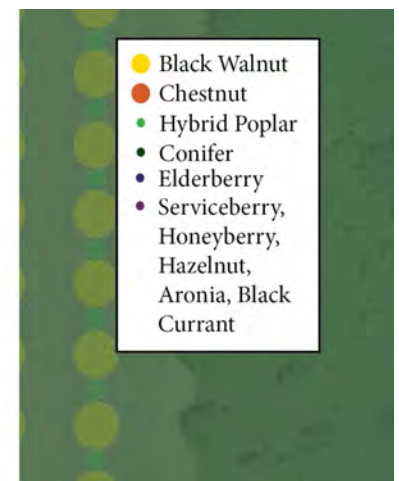 Black Walnut
Chestnut
Hybrid Poplar
Conifer
Elderberry
Serviceberry,
Honeyberry,
Hazelnut,
Aronia, Black
Currant